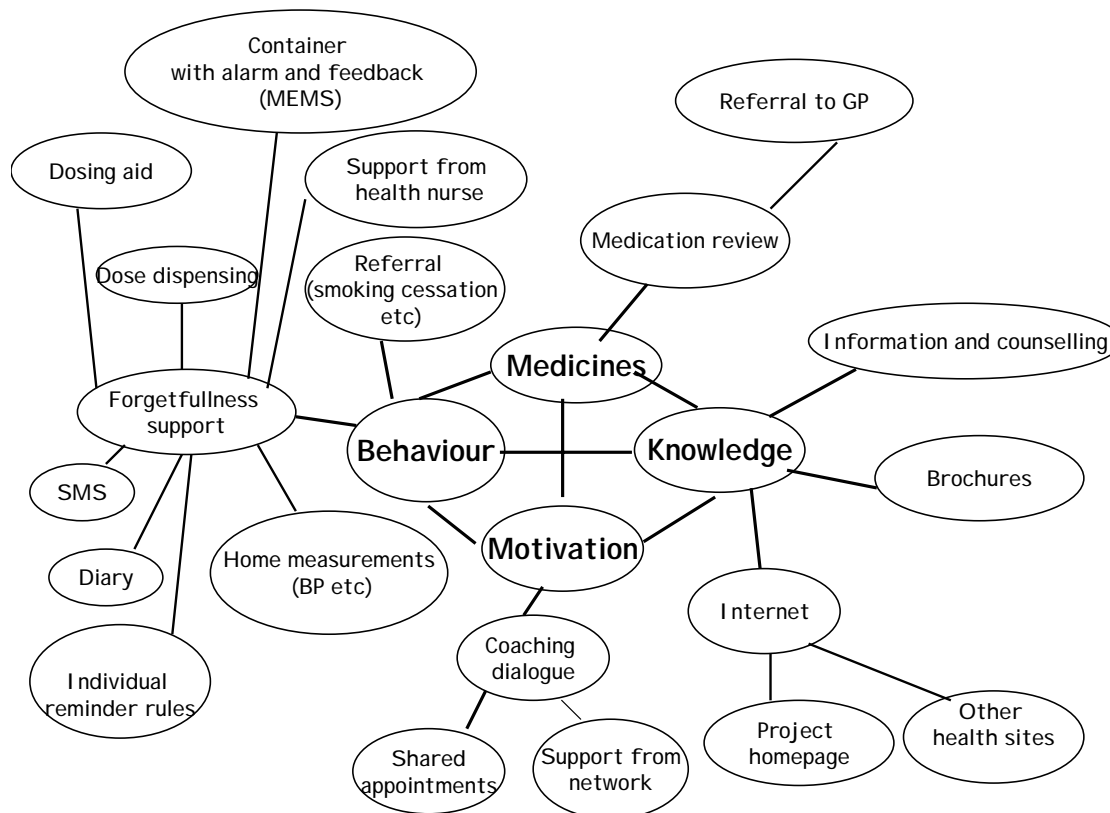 Container
with alarm and feedback
(MEMS)
Referral to GP
Dosing aid
Support from
health nurse
Medication review
Dose dispensing
Referral
(smoking cessation
etc)
Information and counselling
Medicines
Forgetfullness
support
Behaviour
Knowledge
SMS
Brochures
Motivation
Diary
Home measurements
(BP etc)
Internet
Coaching
dialogue
Individual
reminder rules
Project
homepage
Other
health sites
Shared
appointments
Support from
network